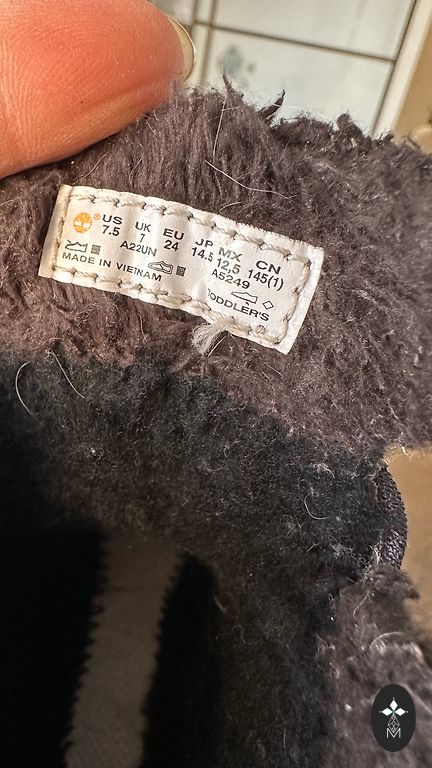 ® US UK EU JP MX CN
7.5 7 24 14.5 12,5 145(1)
A22UN A5249
MADE IN VIETNAM TODDLER'S
M